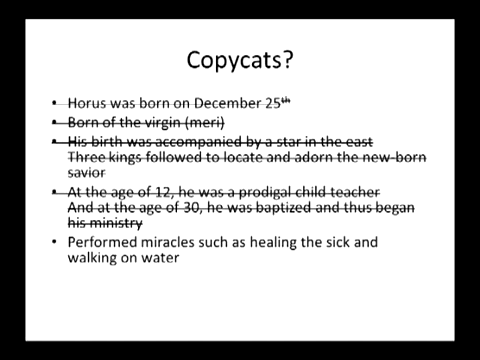 Copycats?
• Horus was born on December 25th
• Born of the virgin (meri)
• His birth was accompanied by a star in the east
Three kings followed to locate and adorn the new-born
savior
• At the age of 12, he was a prodigal child teacher
And at the age of 30, he was baptized and thus began
his ministry
• Performed miracles such as healing the sick and
walking on water